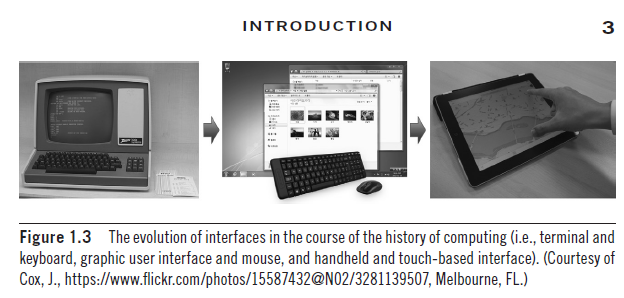 INTRODUCTION 3
Figure 1.3 The evolution of interfaces in the course of the history of computing (i.e., terminal and
keyboard, graphic user interface and mouse, and handheld and touch-based interface). (Courtesy of
Cox, J., https://www.flickr.com/photos/15587432@N02/3281139507, Melbourne, FL.)